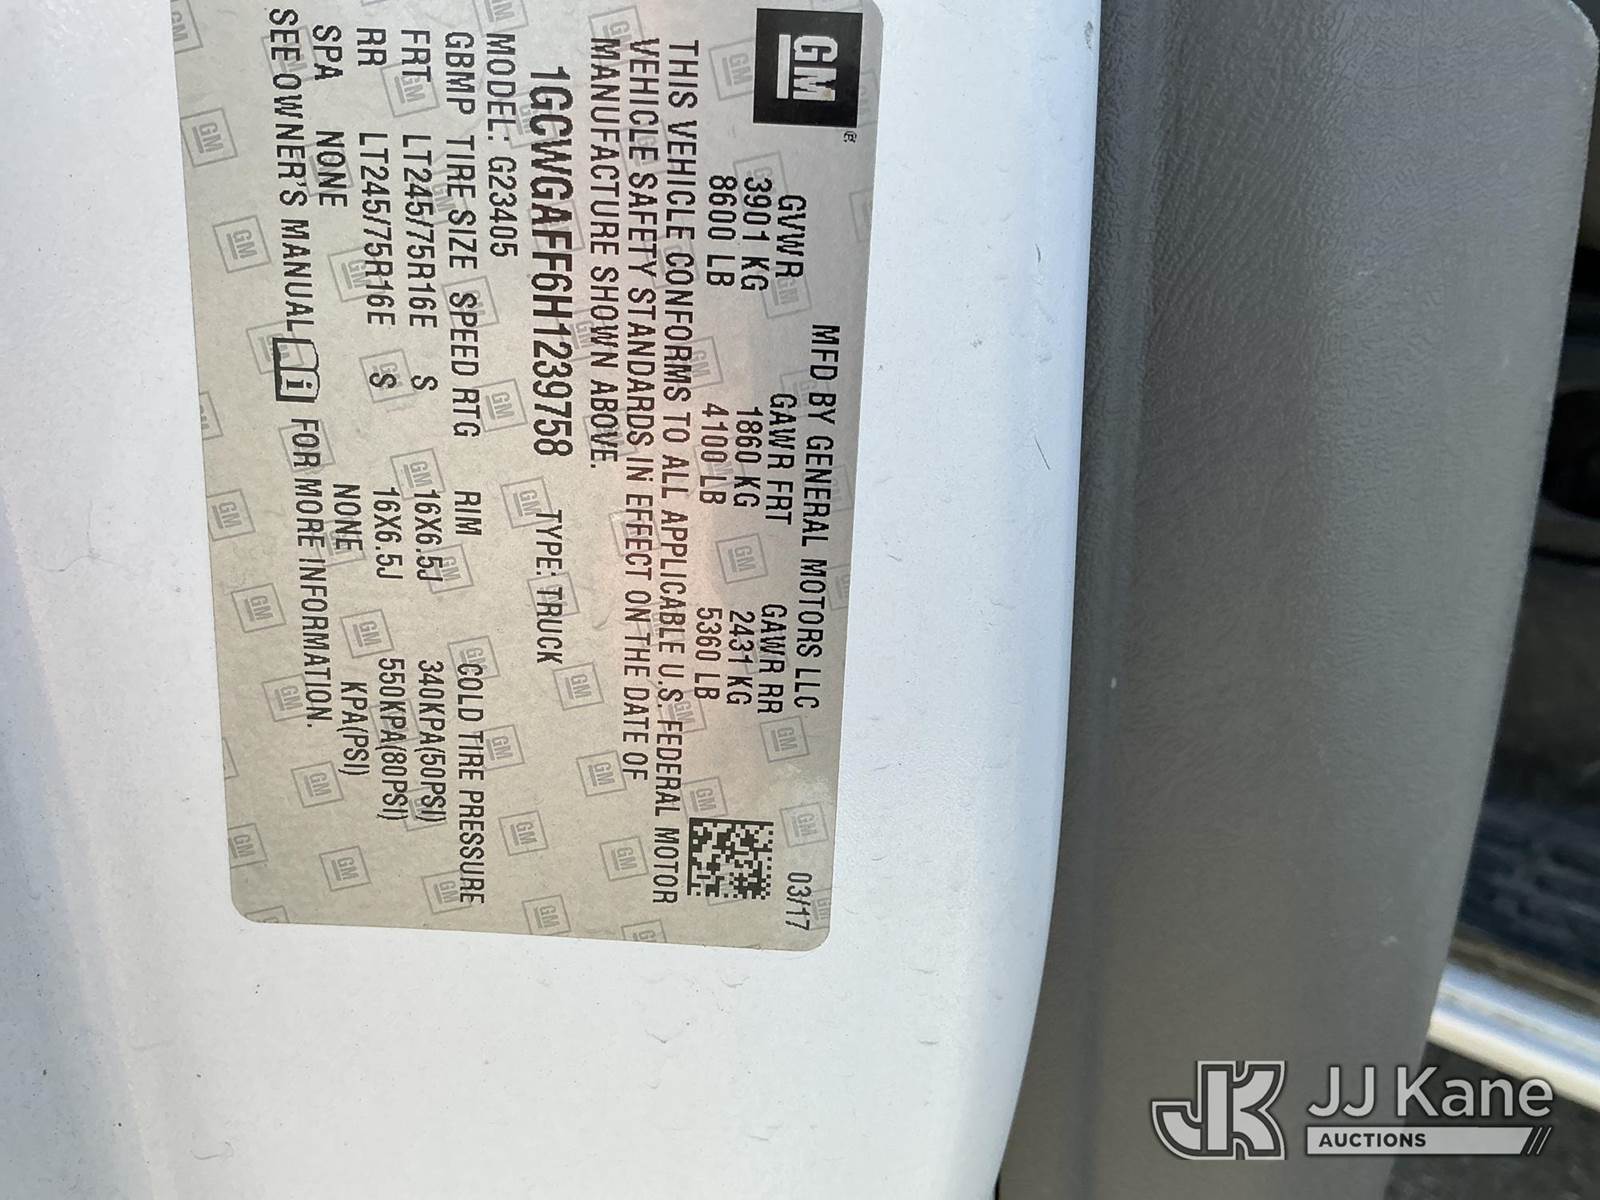 GM
MFD BY GENERAL MOTORS LLC 03/17
GVWR GAWR FRT GAWR RR
3901 KG 1860 KG 2431 KG
8600 LB 4100 LB 5360 LB
THIS VEHICLE CONFORMS TO ALL APPLICABLE U.S. FEDERAL MOTOR
VEHICLE SAFETY STANDARDS IN EFFECT ON THE DATE OF
MANUFACTURE SHOWN ABOVE.
1GCWGAFF6H1239758 TYPE: TRUCK
MODEL: G23405
GBMP TIRE SIZE SPEED RTG RIM COLD TIRE PRESSURE
FRT LT245/75R16E S 16X6.5J 340KPA(50PSI)
RR LT245/75R16E S 16X6.5J 550KPA(80PSI)
SPA NONE NONE KPA(PSI)
SEE OWNER'S MANUAL FOR MORE INFORMATION.
JK JJ Kane
AUCTIONS